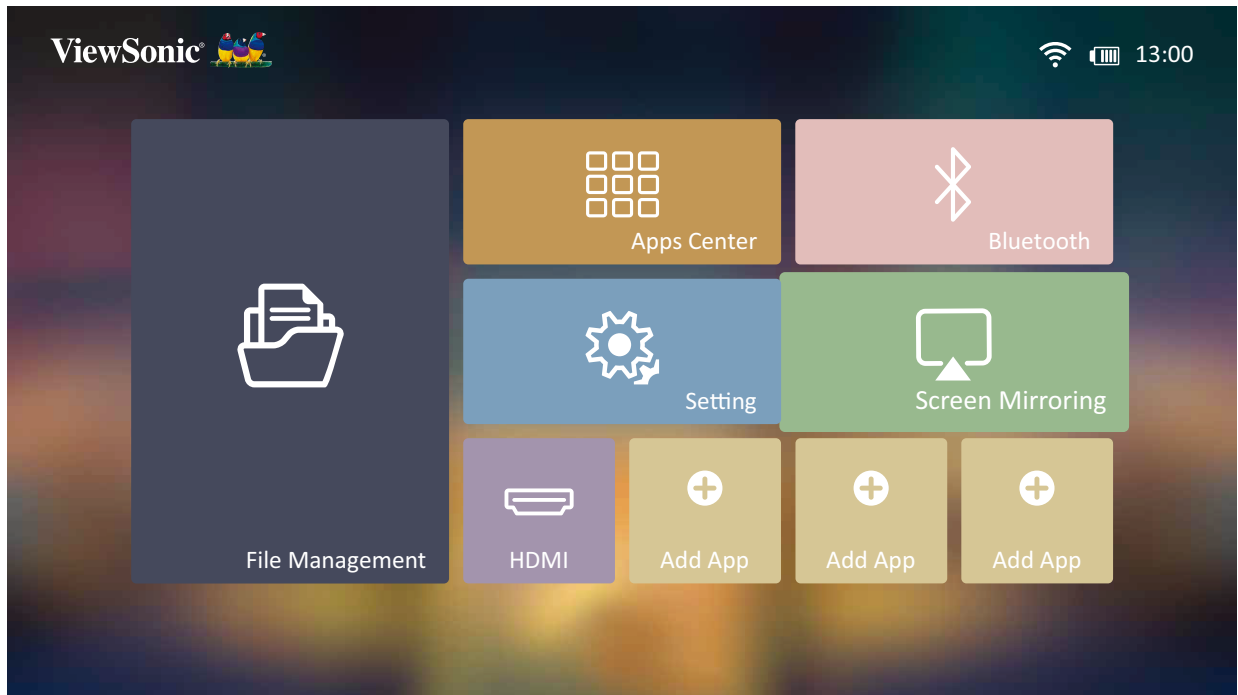 ViewSonic®
13:00
Apps Center
Bluetooth
Setting
Screen Mirroring
File Management
HDMI
Add App
Add App
Add App